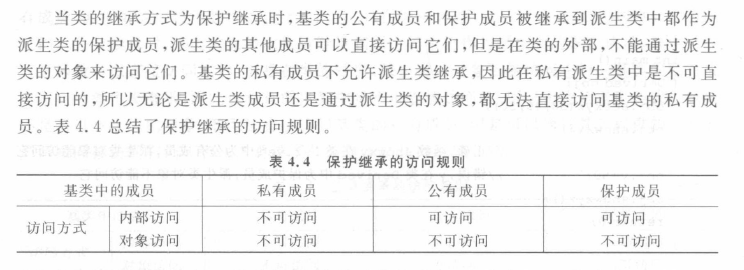 当类的继承方式为保护继承时,基类的公有成员和保护成员被继承到派生类中都作为
派生类的保护成员,派生类的其他成员可以直接访问它们,但是在类的外部,不能通过派生
类的对象来访问它们。基类的私有成员不允许派生类继承,因此在私有派生类中是不可直
接访问的,所以无论是派生类成员还是通过派生类的对象,都无法直接访问基类的私有成
员。表 4.4 总结了保护继承的访问规则。
表 4.4 保护继承的访问规则
基类中的成员 私有成员 公有成员 保护成员
访问方式 内部访问 不可访问 可访问 可访问
对象访问 不可访问 不可访问 不可访问